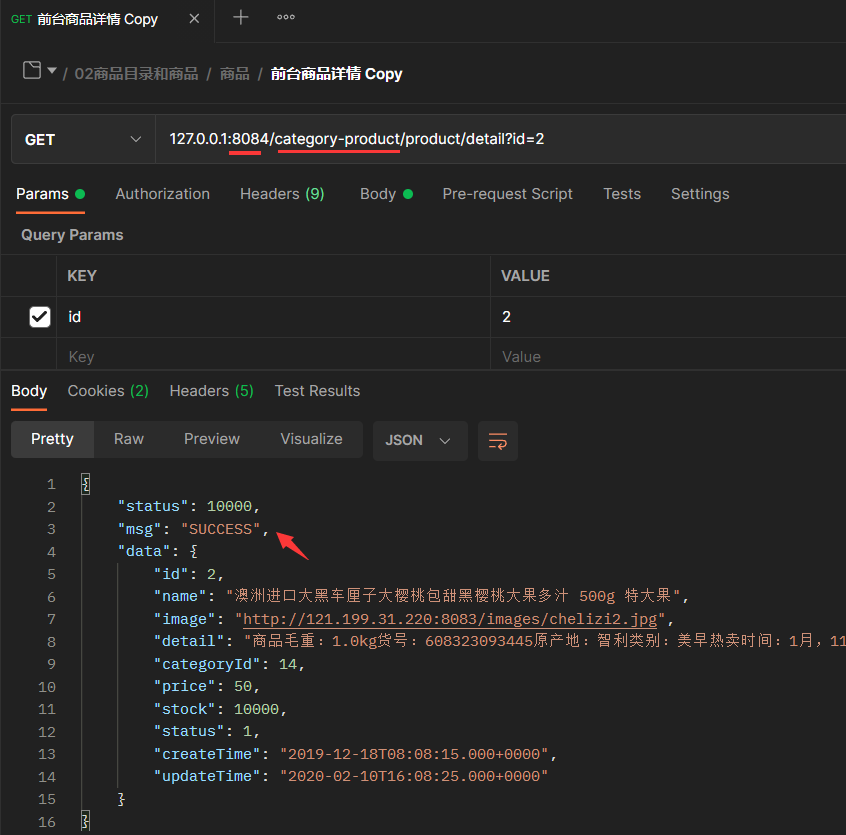 GET 前台商品详情 Copy
/ 02商品目录和商品 / 商品 / 前台商品详情 Copy
GET 127.0.0.1:8084/category-product/product/detail?id=2
Params Authorization Headers (9) Body Pre-request Script Tests Settings
Query Params
KEY VALUE
id 2
Key Value
Body Cookies (2) Headers (5) Test Results
Pretty Raw Preview Visualize JSON
1 {
2 "status": 10000,
3 "msg": "SUCCESS",
4 "data": {
5 "id": 2,
6 "name": "澳洲进口大黑车厘子大樱桃包甜黑樱桃大果多汁 500g 特大果",
7 "image": "http://121.199.31.220:8083/images/chelizi2.jpg",
8 "detail": "商品毛重：1.0kg货号：608323093445原产地：智利类别：美早热卖时间：1月，11
9 "categoryId": 14,
10 "price": 50,
11 "stock": 10000,
12 "status": 1,
13 "createTime": "2019-12-18T08:08:15.000+0000",
14 "updateTime": "2020-02-10T16:08:25.000+0000"
15 }
16 }